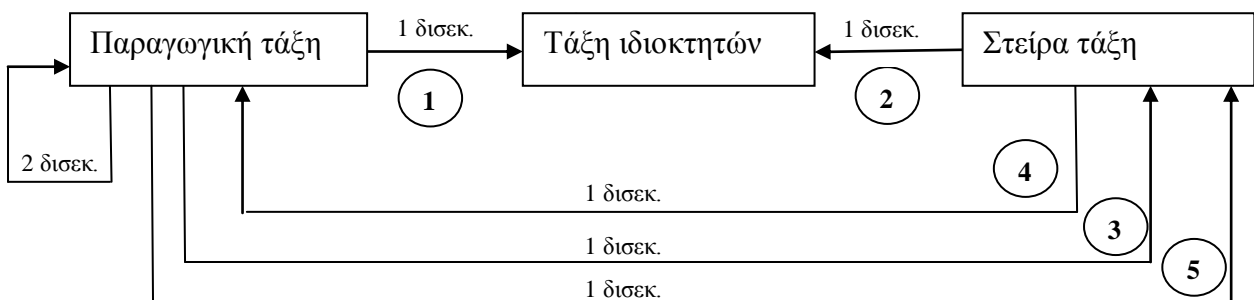 1 δισεκ.
1 δισεκ.
Παραγωγική τάξη
Τάξη ιδιοκτητών
Στείρα τάξη
1
2
2 δισεκ.
4
1 δισεκ.
3
1 δισεκ.
5
1 δισεκ.